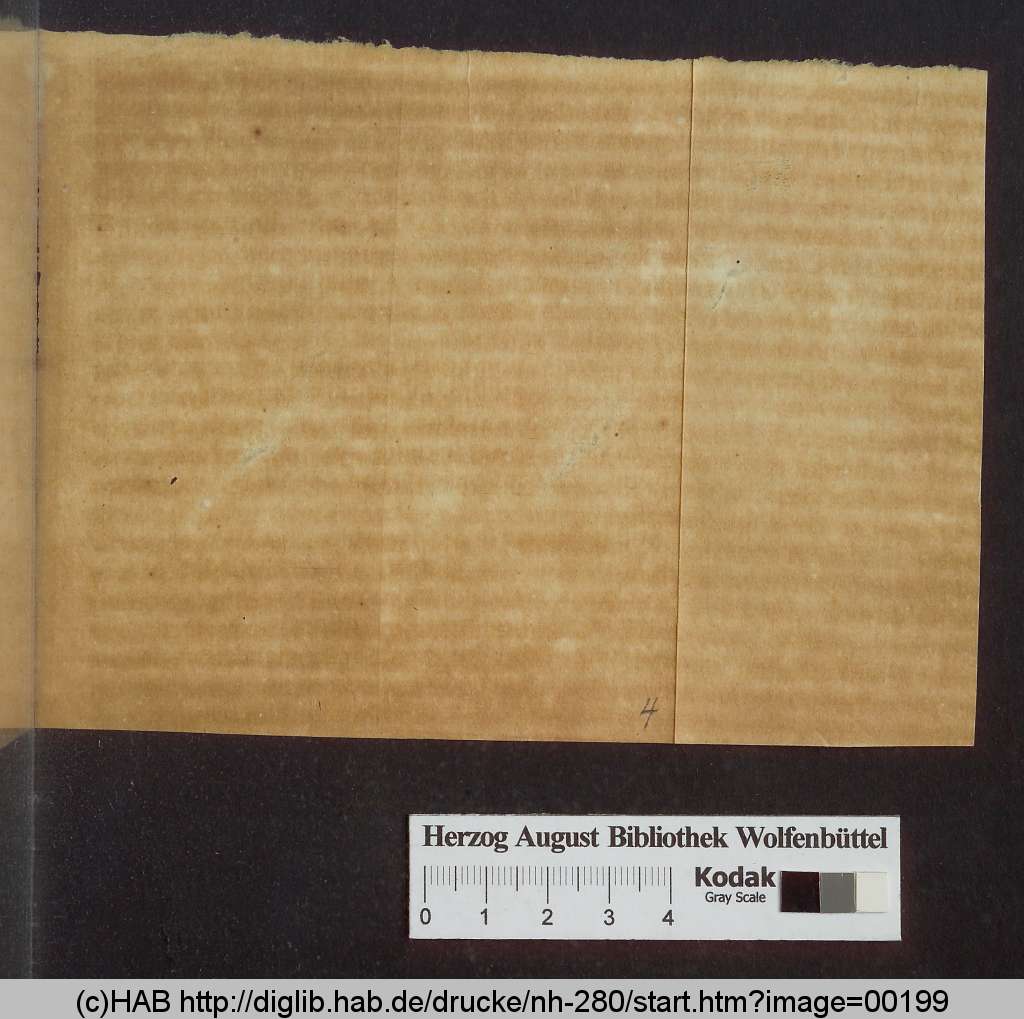 4
Herzog August Bibliothek Wolfenbüttel
Kodak
Gray Scale
0 1 2 3 4
(c)HAB http://diglib.hab.de/drucke/nh-280/start.htm?image=00199